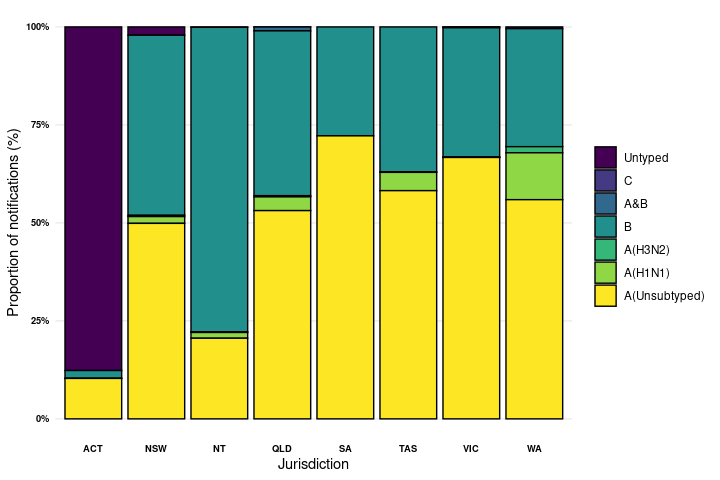 100%
75%
50%
25%
0%
Proportion of notifications (%)
ACT NSW NT QLD SA TAS VIC WA
Jurisdiction
Untyped
C
A&B
B
A(H3N2)
A(H1N1)
A(Unsubtyped)